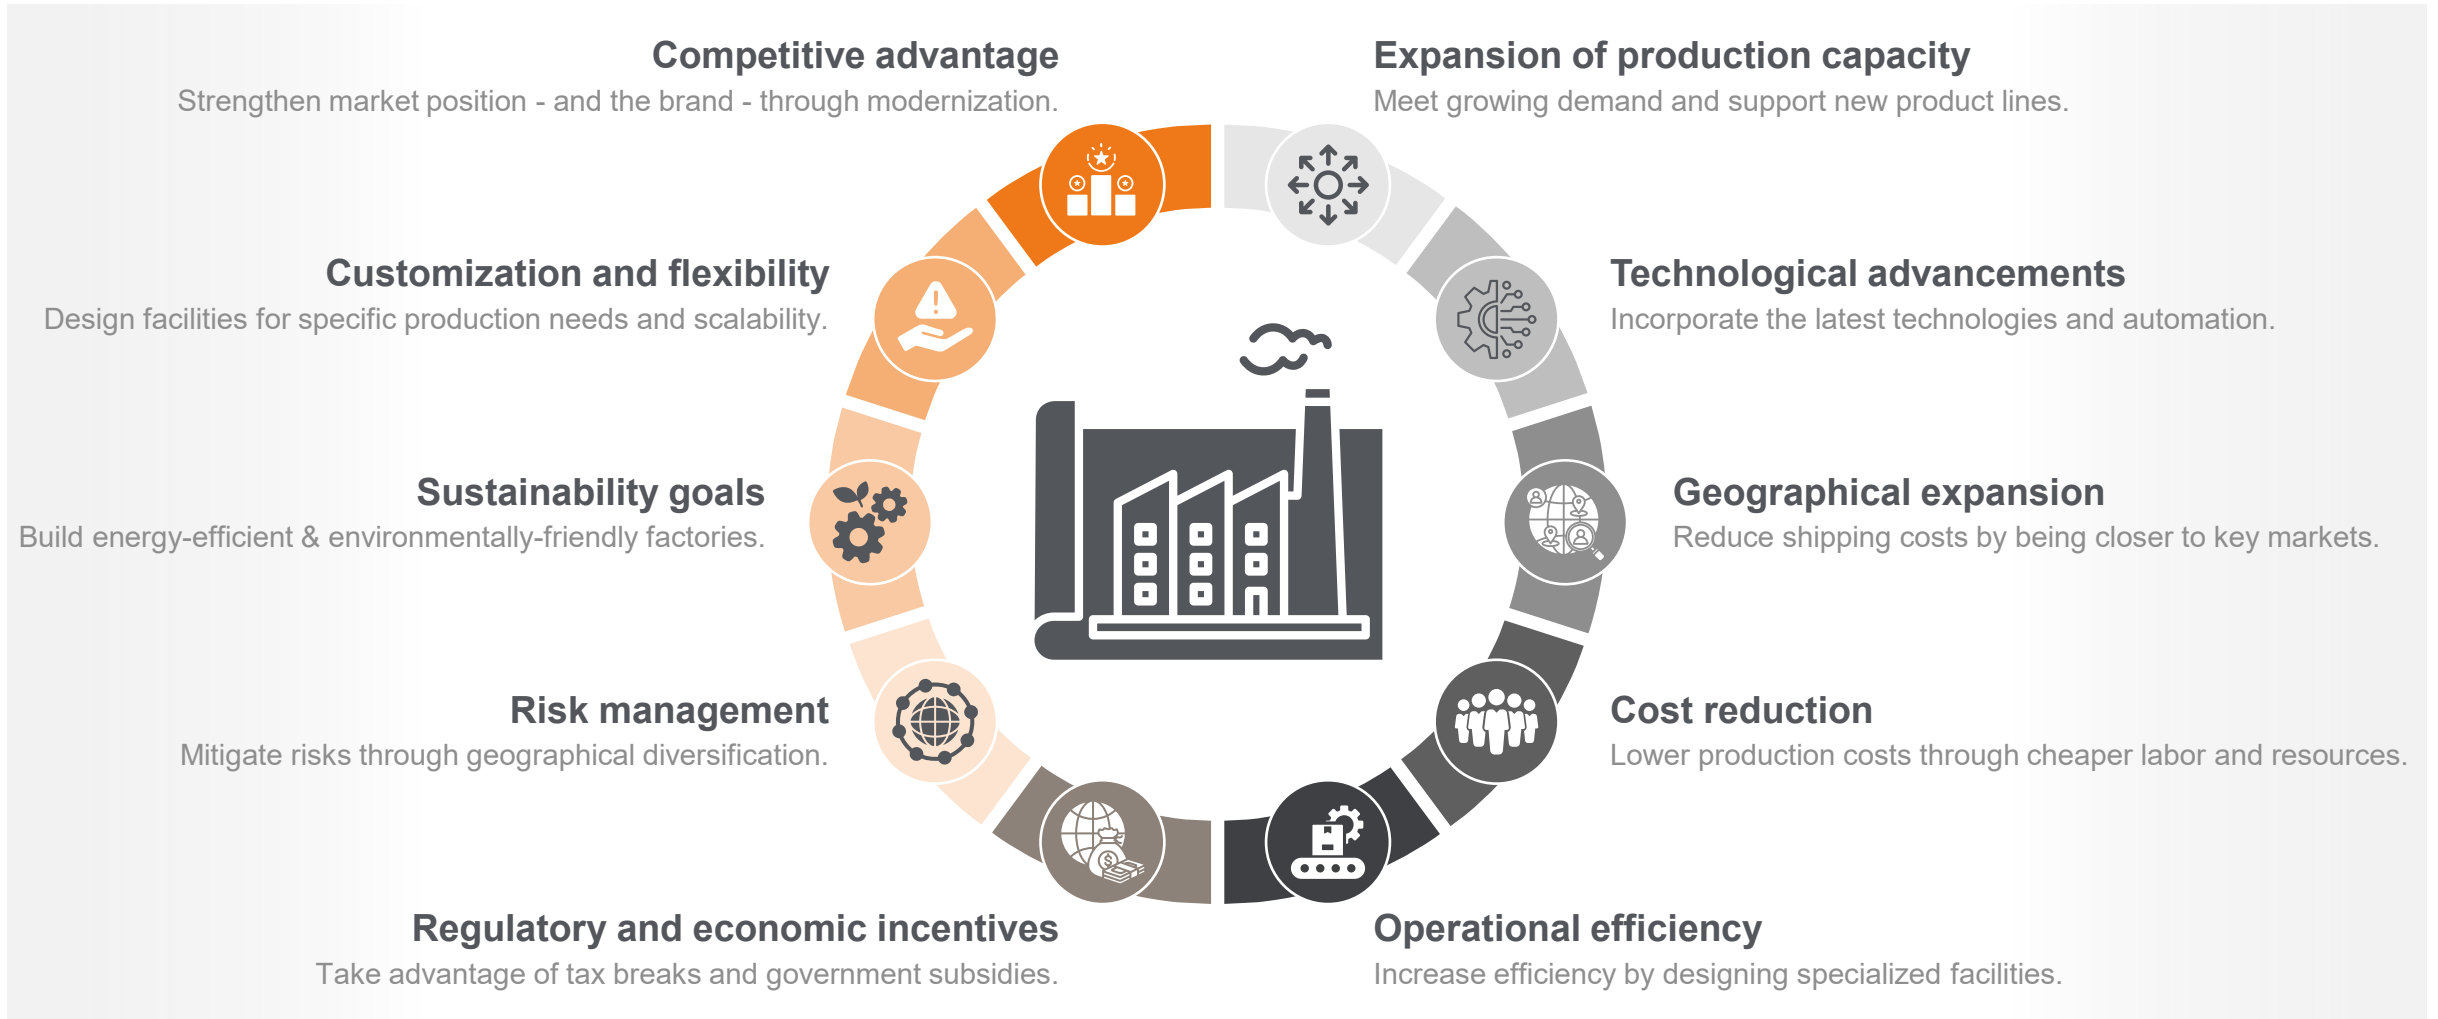 Competitive advantage
Strengthen market position - and the brand - through modernization.
Expansion of production capacity
Meet growing demand and support new product lines.
Customization and flexibility
Design facilities for specific production needs and scalability.
Technological advancements
Incorporate the latest technologies and automation.
Sustainability goals
Build energy-efficient & environmentally-friendly factories.
Geographical expansion
Reduce shipping costs by being closer to key markets.
Risk management
Mitigate risks through geographical diversification.
Cost reduction
Lower production costs through cheaper labor and resources.
Regulatory and economic incentives
Take advantage of tax breaks and government subsidies.
Operational efficiency
Increase efficiency by designing specialized facilities.